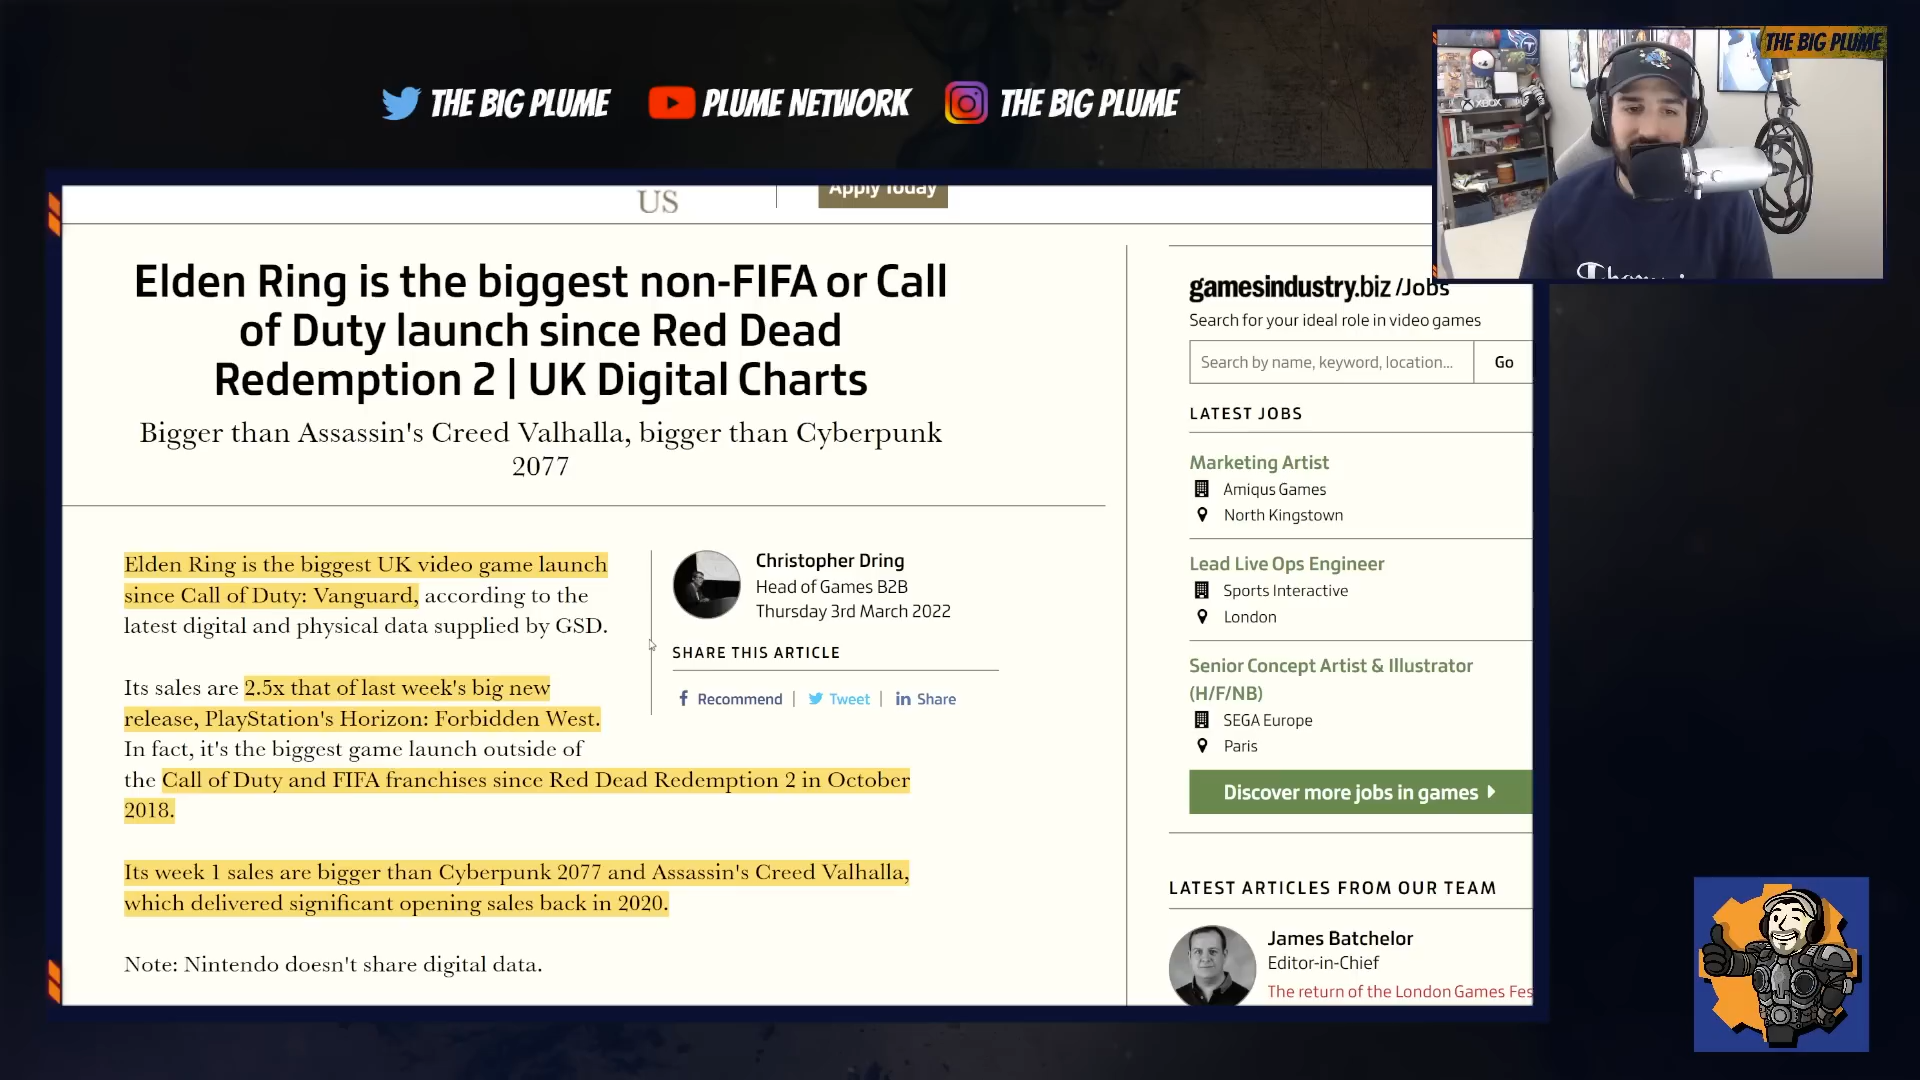 THE BIG PLUME
PLUME NETWORK
THE BIG PLUME
THE BIG PLUME
XBOX
US
Apply Today
Elden Ring is the biggest non-FIFA or Call
of Duty launch since Red Dead
Redemption 2 | UK Digital Charts
Bigger than Assassin's Creed Valhalla, bigger than Cyberpunk
2077
Elden Ring is the biggest UK video game launch
since Call of Duty: Vanguard, according to the
latest digital and physical data supplied by GSD.
Its sales are 2.5x that of last week's big new
release, PlayStation's Horizon: Forbidden West.
In fact, it's the biggest game launch outside of
the Call of Duty and FIFA franchises since Red Dead Redemption 2 in October
2018.
Its week 1 sales are bigger than Cyberpunk 2077 and Assassin's Creed Valhalla,
which delivered significant opening sales back in 2020.
Note: Nintendo doesn't share digital data.
Christopher Dring
Head of Games B2B
Thursday 3rd March 2022
SHARE THIS ARTICLE
Recommend | Tweet | in Share
gamesindustry.biz /Jobs
Search for your ideal role in video games
Search by name, keyword, location...
Go
LATEST JOBS
Marketing Artist
Amiqus Games
North Kingstown
Lead Live Ops Engineer
Sports Interactive
London
Senior Concept Artist & Illustrator
(H/F/NB)
SEGA Europe
Paris
Discover more jobs in games
LATEST ARTICLES FROM OUR TEAM
James Batchelor
Editor-in-Chief
The return of the London Games Fes